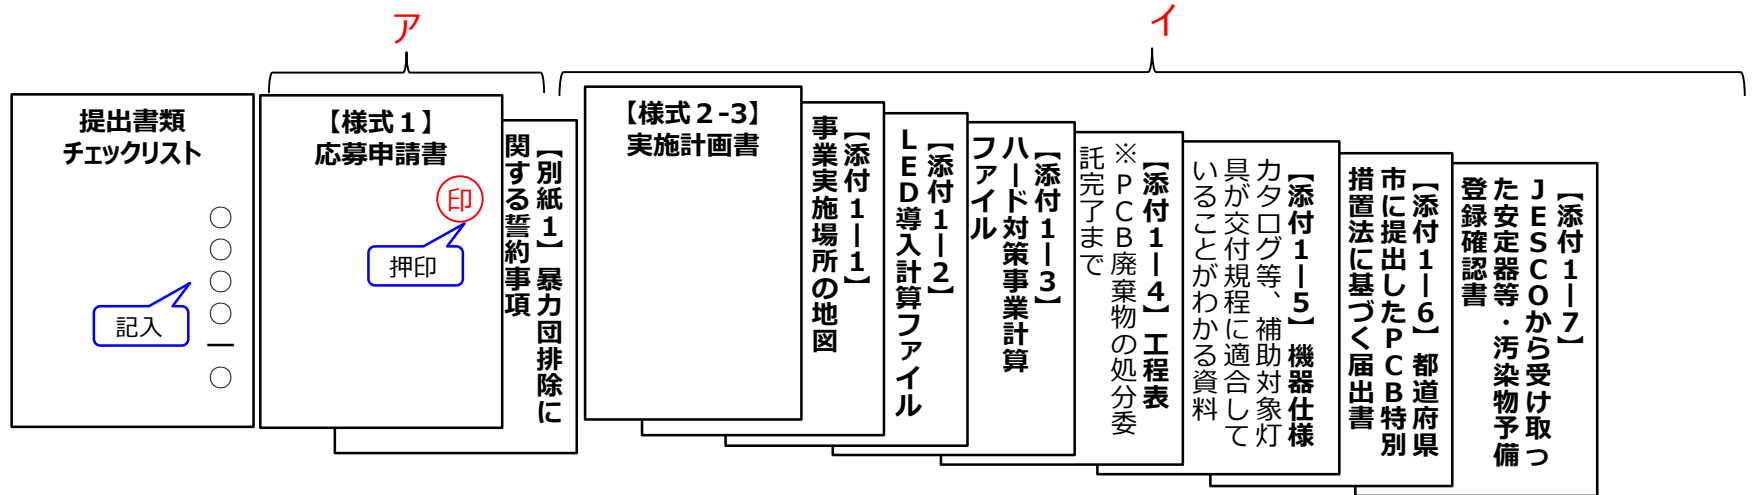 ア
イ
提出書類
チェックリスト
〇
〇
〇
〇
ー
〇
記入
【様式１】
応募申請書
印
押印
【別紙１】暴力団排除に
関する誓約事項
【様式２-３】
実施計画書
【添付１ー１】
事業実施場所の地図
【添付１ー２】
ＬＥＤ導入計算ファイル
【添付１ー３】
ハード対策事業計算
ファイル
【添付１ー４】工程表
※ＰＣＢ廃棄物の処分委
託完了まで
【添付１ー５】機器仕様
カタログ等、補助対象灯
具が交付規程に適合して
いることがわかる資料
【添付１ー６】都道府県
市に提出したＰＣＢ特別
措置法に基づく届出書
【添付１ー７】
ＪＥＳＣＯから受け取っ
た安定器等・汚染物予備
登録確認書